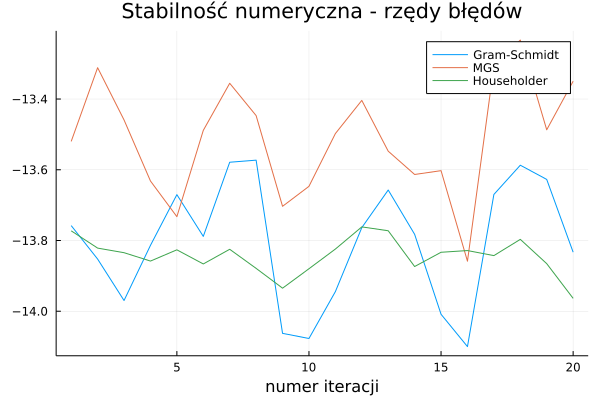 Stabilność numeryczna - rzędy błędów
Gram-Schmidt
MGS
Householder
−13.4
−13.6
−13.8
−14.0
5
10
15
20
numer iteracji